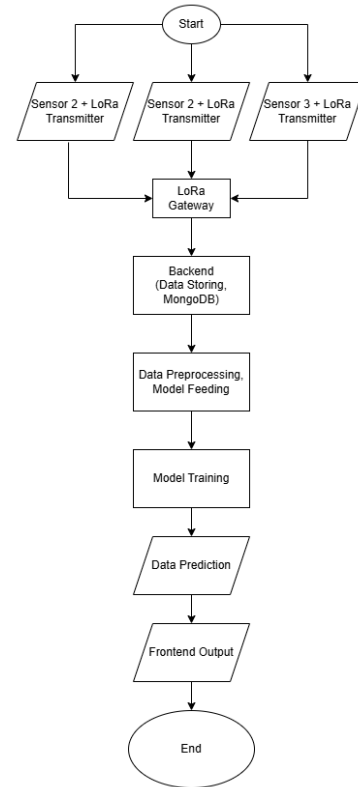 Start
Sensor 2 + LoRa
Transmitter
Sensor 2 + LoRa
Transmitter
Sensor 3 + LoRa
Transmitter
LoRa
Gateway
Backend
(Data Storing,
MongoDB)
Data Preprocessing,
Model Feeding
Model Training
Data Prediction
Frontend Output
End